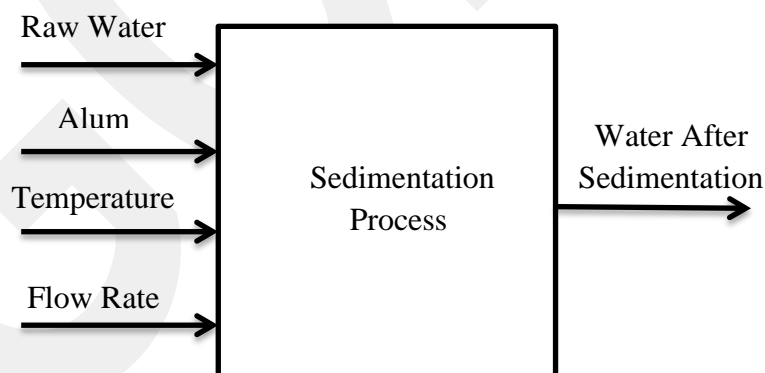 Raw Water
Alum
Temperature
Flow Rate
Sedimentation
Process
Water After
Sedimentation